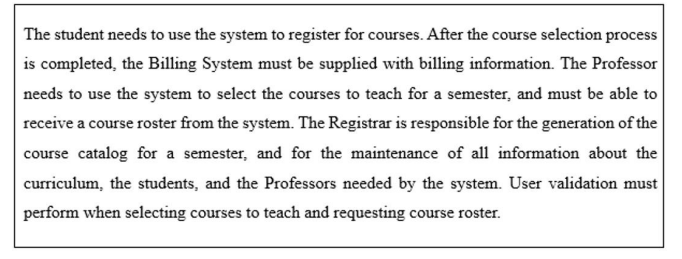 The student needs to use the system to register for courses. After the course selection process
is completed, the Billing System must be supplied with billing information. The Professor
needs to use the system to select the courses to teach for a semester, and must be able to
receive a course roster from the system. The Registrar is responsible for the generation of the
course catalog for a semester, and for the maintenance of all information about the
curriculum, the students, and the Professors needed by the system. User validation must
perform when selecting courses to teach and requesting course roster.